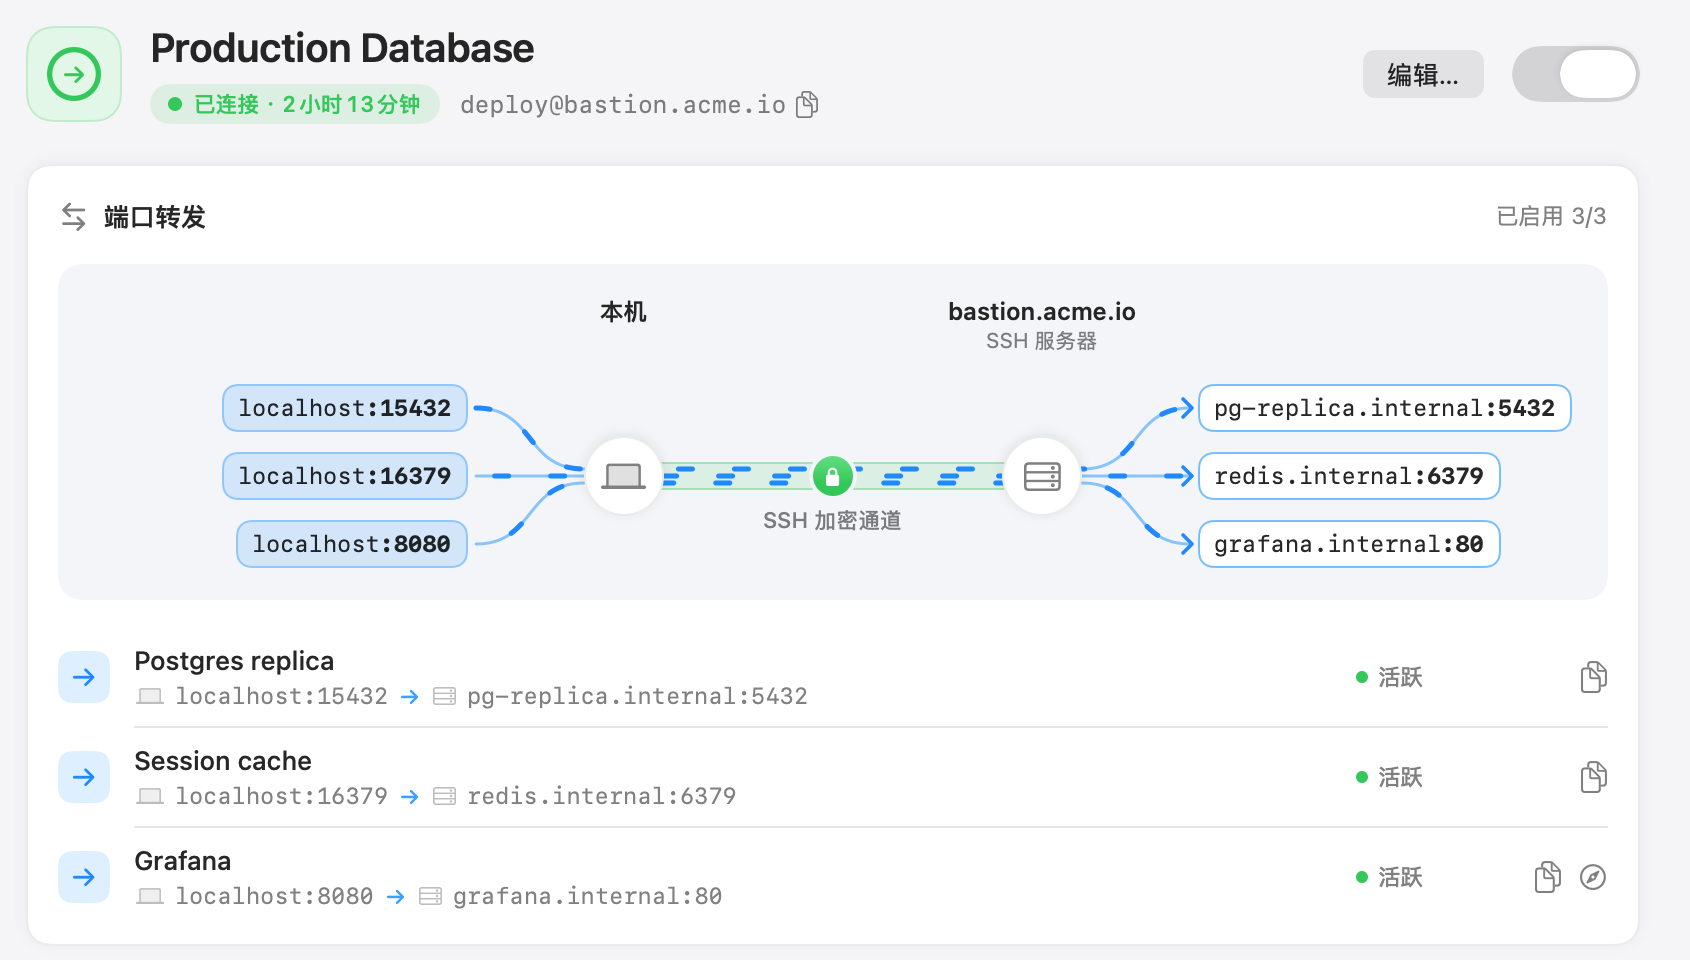 Production Database
已连接 · 2 小时 13 分钟
deploy@bastion.acme.io
编辑...
端口转发
已启用 3/3
本机
bastion.acme.io
SSH 服务器
localhost:15432
localhost:16379
localhost:8080
SSH 加密通道
pg-replica.internal:5432
redis.internal:6379
grafana.internal:80
Postgres replica
localhost:15432 → pg-replica.internal:5432
活跃
Session cache
localhost:16379 → redis.internal:6379
活跃
Grafana
localhost:8080 → grafana.internal:80
活跃